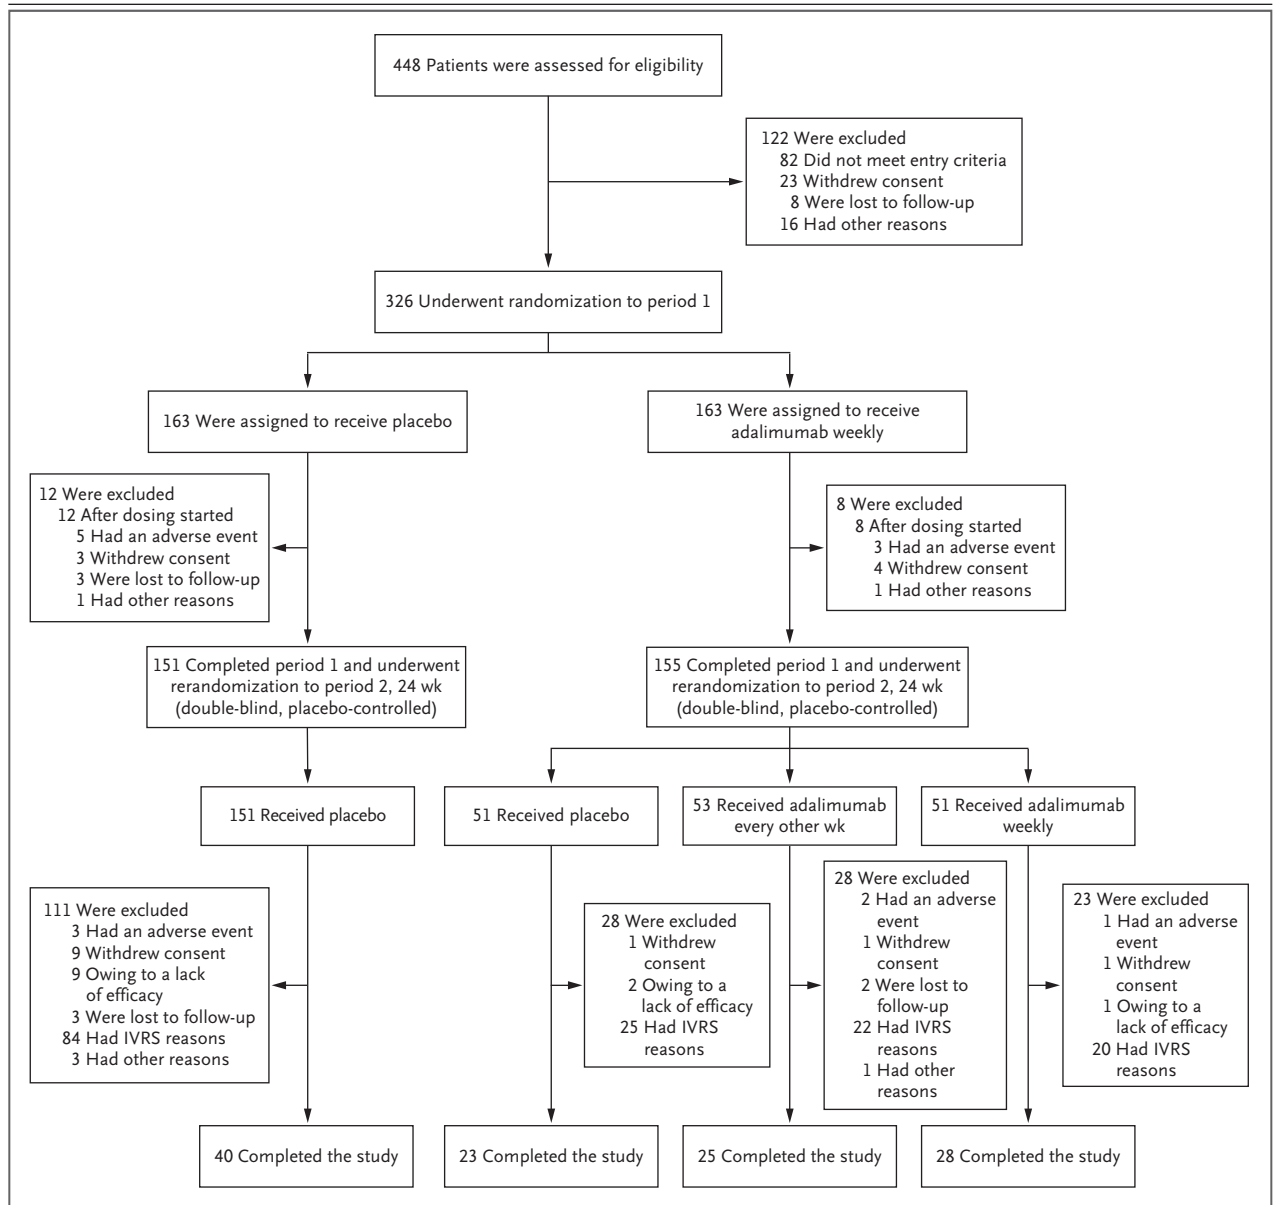 448 Patients were assessed for eligibility
122 Were excluded
82 Did not meet entry criteria
23 Withdrew consent
8 Were lost to follow-up
16 Had other reasons
326 Underwent randomization to period 1
163 Were assigned to receive placebo
163 Were assigned to receive
adalimumab weekly
12 Were excluded
12 After dosing started
5 Had an adverse event
3 Withdrew consent
3 Were lost to follow-up
1 Had other reasons
8 Were excluded
8 After dosing started
3 Had an adverse event
4 Withdrew consent
1 Had other reasons
151 Completed period 1 and underwent
rerandomization to period 2, 24 wk
(double-blind, placebo-controlled)
155 Completed period 1 and underwent
rerandomization to period 2, 24 wk
(double-blind, placebo-controlled)
151 Received placebo
51 Received placebo
53 Received adalimumab
every other wk
51 Received adalimumab
weekly
111 Were excluded
3 Had an adverse event
9 Withdrew consent
9 Owing to a lack
of efficacy
3 Were lost to follow-up
84 Had IVRS reasons
3 Had other reasons
28 Were excluded
1 Withdrew
consent
2 Owing to a
lack of efficacy
25 Had IVRS
reasons
28 Were excluded
2 Had an adverse
event
1 Withdrew
consent
2 Were lost to
follow-up
22 Had IVRS
reasons
1 Had other
reasons
23 Were excluded
1 Had an adverse
event
1 Withdrew
consent
1 Owing to a
lack of efficacy
20 Had IVRS
reasons
40 Completed the study
23 Completed the study
25 Completed the study
28 Completed the study